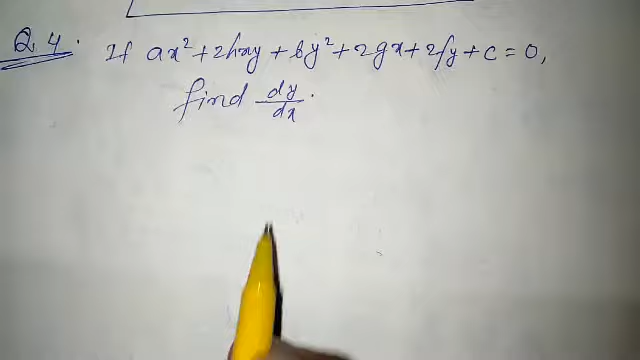 Q 4. If ax² + 2hxy + by² + 2gx + 2fy + c = 0,
find dy/dx.